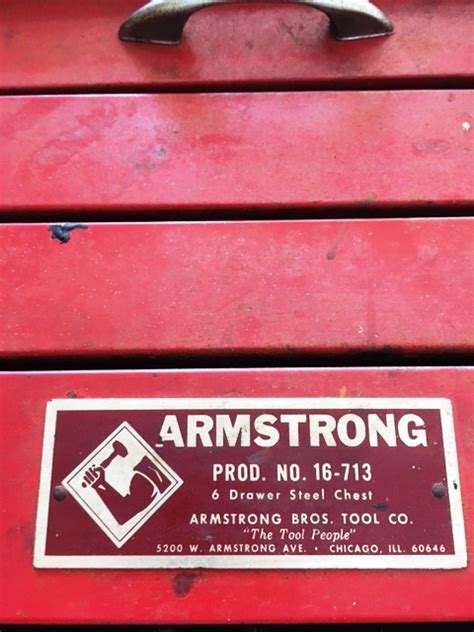 ARMSTRONG
PROD. NO. 16-713
6 Drawer Steel Chest
ARMSTRONG BROS. TOOL CO.
"The Tool People"
5200 W. ARMSTRONG AVE. • CHICAGO, ILL. 60646